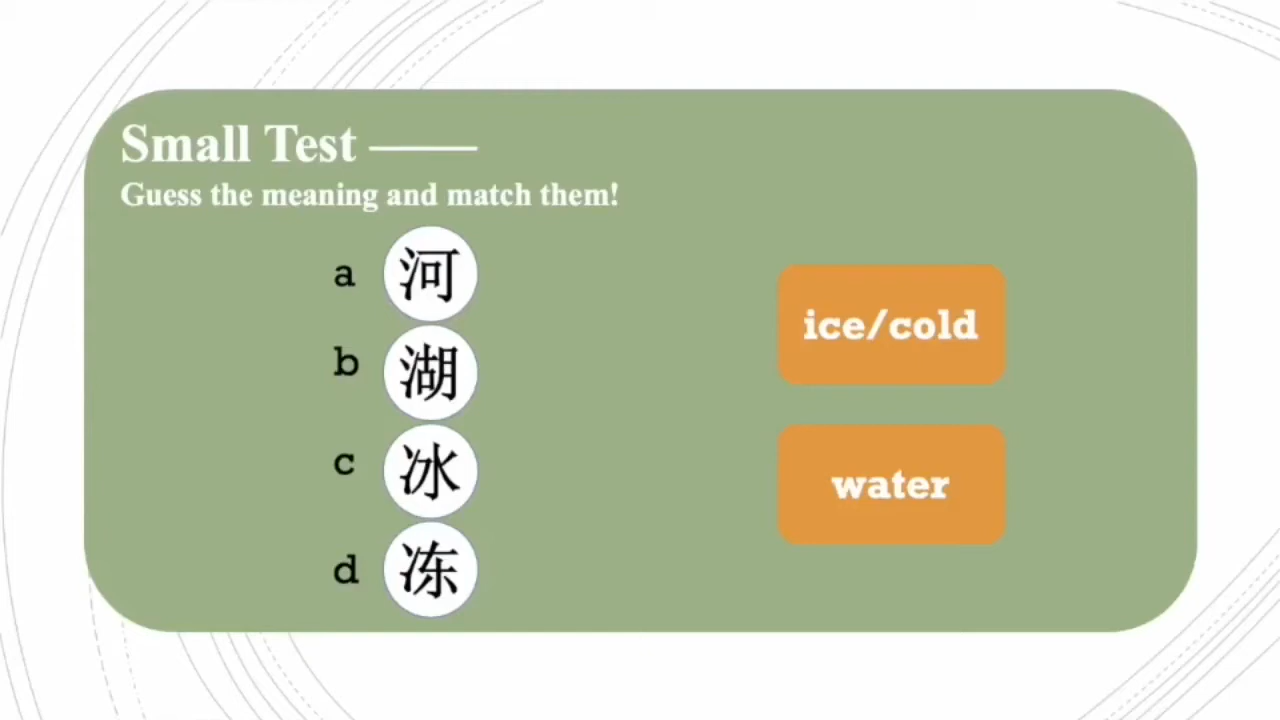 Small Test ——
Guess the meaning and match them!
a 河
b 湖
c 冰
d 冻
ice/cold
water